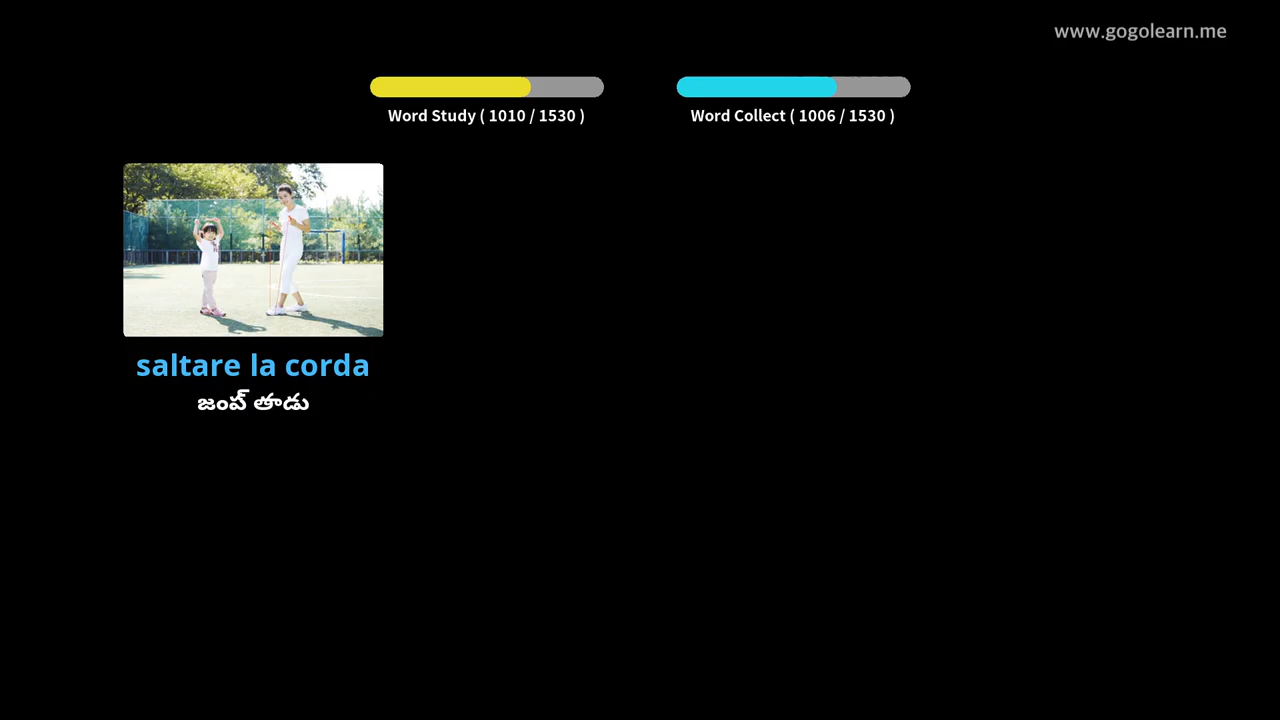 www.gogolearn.me
Word Study ( 1010 / 1530 )
Word Collect ( 1006 / 1530 )
saltare la corda
జంప్ తాడు